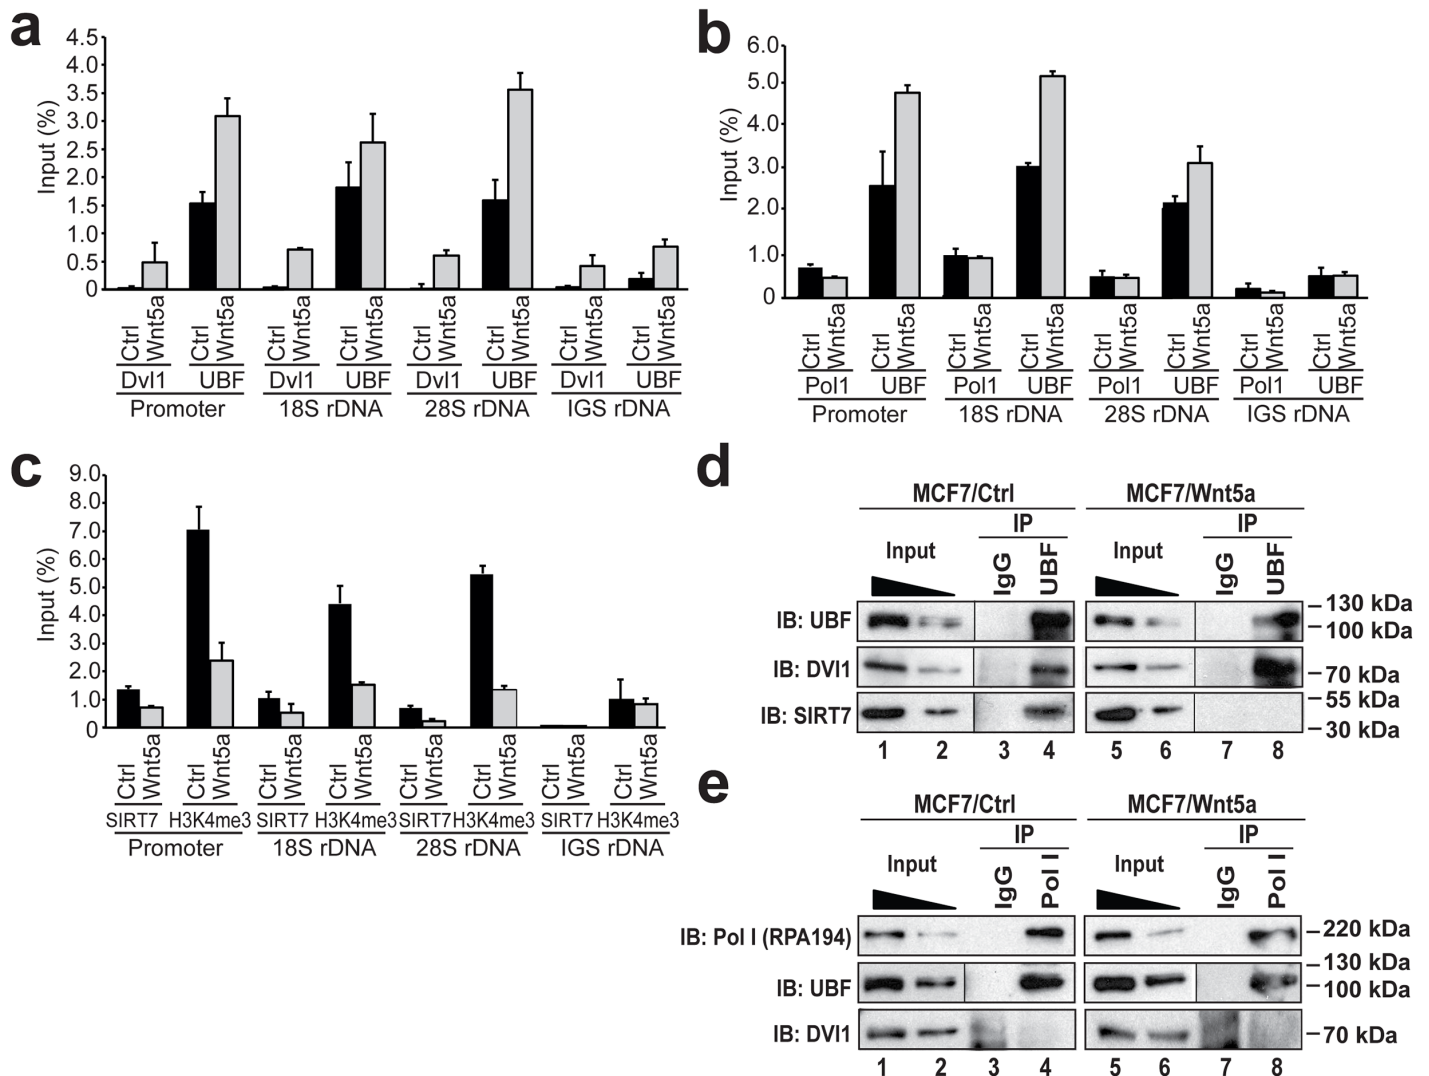 a
4.5
4.0
3.5
3.0
2.5
2.0
1.5
1.0
0.5
0
Input (%)
Ctrl Wnt5a Ctrl Wnt5a Ctrl Wnt5a Ctrl Wnt5a Ctrl Wnt5a Ctrl Wnt5a Ctrl Wnt5a Ctrl Wnt5a
Dvl1 UBF Dvl1 UBF Dvl1 UBF Dvl1 UBF
Promoter 18S rDNA 28S rDNA IGS rDNA
b
6.0
5.0
4.0
3.0
2.0
1.0
0
Input (%)
Ctrl Wnt5a Ctrl Wnt5a Ctrl Wnt5a Ctrl Wnt5a Ctrl Wnt5a Ctrl Wnt5a Ctrl Wnt5a Ctrl Wnt5a
Pol1 UBF Pol1 UBF Pol1 UBF Pol1 UBF
Promoter 18S rDNA 28S rDNA IGS rDNA
c
9.0
8.0
7.0
6.0
5.0
4.0
3.0
2.0
1.0
0
Input (%)
Ctrl Wnt5a Ctrl Wnt5a Ctrl Wnt5a Ctrl Wnt5a Ctrl Wnt5a Ctrl Wnt5a Ctrl Wnt5a Ctrl Wnt5a
SIRT7 H3K4me3 SIRT7 H3K4me3 SIRT7 H3K4me3 SIRT7 H3K4me3
Promoter 18S rDNA 28S rDNA IGS rDNA
d
MCF7/Ctrl MCF7/Wnt5a
IP IP
Input IgG UBF Input IgG UBF
IB: UBF
130 kDa
100 kDa
IB: DVl1
70 kDa
55 kDa
IB: SIRT7
30 kDa
1 2 3 4 5 6 7 8
e
MCF7/Ctrl MCF7/Wnt5a
IP IP
Input IgG Pol I Input IgG Pol I
IB: Pol I (RPA194)
220 kDa
130 kDa
IB: UBF
100 kDa
IB: DVl1
70 kDa
1 2 3 4 5 6 7 8